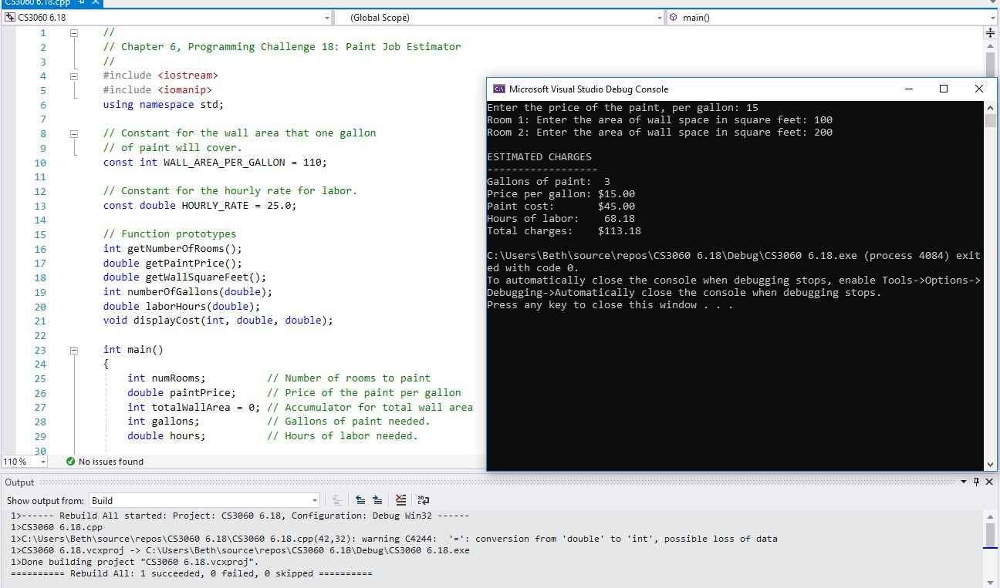 CS3060 6.18.cpp
CS3060 6.18 (Global Scope) main()
1 //
2 // Chapter 6, Programming Challenge 18: Paint Job Estimator
3 //
4 #include <iostream>
5 #include <iomanip>
6 using namespace std;
7
8 // Constant for the wall area that one gallon
9 // of paint will cover.
10 const int WALL_AREA_PER_GALLON = 110;
11
12 // Constant for the hourly rate for labor.
13 const double HOURLY_RATE = 25.0;
14
15 // Function prototypes
16 int getNumberOfRooms();
17 double getPaintPrice();
18 double getWallSquareFeet();
19 int numberOfGallons(double);
20 double laborHours(double);
21 void displayCost(int, double, double);
22
23 int main()
24 {
25 int numRooms; // Number of rooms to paint
26 double paintPrice; // Price of the paint per gallon
27 int totalWallArea = 0; // Accumulator for total wall area
28 int gallons; // Gallons of paint needed.
29 double hours; // Hours of labor needed.
30
110 % No issues found
Microsoft Visual Studio Debug Console
Enter the price of the paint, per gallon: 15
Room 1: Enter the area of wall space in square feet: 100
Room 2: Enter the area of wall space in square feet: 200

ESTIMATED CHARGES
------------------
Gallons of paint:  3
Price per gallon: $15.00
Paint cost:       $45.00
Hours of labor:    68.18
Total charges:    $113.18

C:\Users\Beth\source\repos\CS3060 6.18\Debug\CS3060 6.18.exe (process 4084) exit
ed with code 0.
To automatically close the console when debugging stops, enable Tools->Options->
Debugging->Automatically close the console when debugging stops.
Press any key to close this window . . .
Output
Show output from: Build
1>------ Rebuild All started: Project: CS3060 6.18, Configuration: Debug Win32 ------
1>CS3060 6.18.cpp
1>C:\Users\Beth\source\repos\CS3060 6.18\CS3060 6.18.cpp(42,32): warning C4244:  '=': conversion from 'double' to 'int', possible loss of data
1>CS3060 6.18.vcxproj -> C:\Users\Beth\source\repos\CS3060 6.18\Debug\CS3060 6.18.exe
1>Done building project "CS3060 6.18.vcxproj".
========== Rebuild All: 1 succeeded, 0 failed, 0 skipped ==========